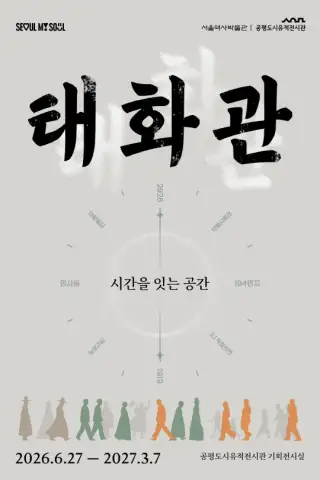 SEOUL MY SOUL
서울역사박물관 | 공평도시유적전시관
태화관
2026
시간을 잇는 공간
1919
2026.6.27 — 2027.3.7
공평도시유적전시관 기획전시실